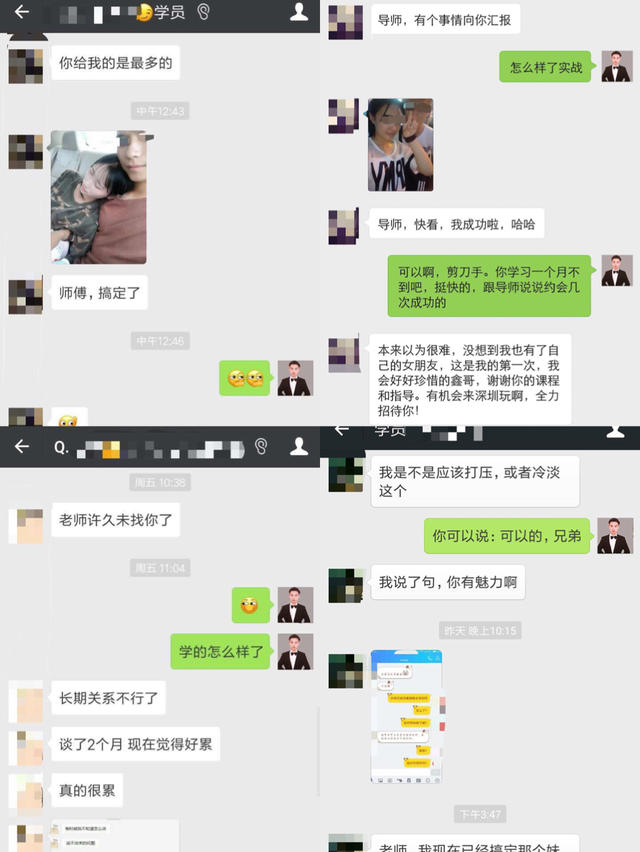 学员
你给我的是最多的
中午12:43
师傅，搞定了
中午12:46
导师，有个事情向你汇报
怎么样了实战
导师，快看，我成功啦，哈哈
可以啊，剪刀手。你学习一个月不
到吧，挺快的，跟导师说说约会几
次成功的
本来以为很难，没想到我也有了自
己的女朋友，这是我的第一次，我
会好好珍惜的鑫哥，谢谢你的课程
和指导。有机会来深圳玩啊，全力
招待你！
Q.
周五 10:38
老师许久未找你了
周五 11:04
学的怎么样了
长期关系不行了
谈了2个月 现在觉得好累
真的很累
学员
我是不是应该打压，或者冷淡
这个
你可以说：可以的，兄弟
我说了句，你有魅力啊
昨天 晚上10:15
下午3:47
老师，我现在已经搞定那个妹